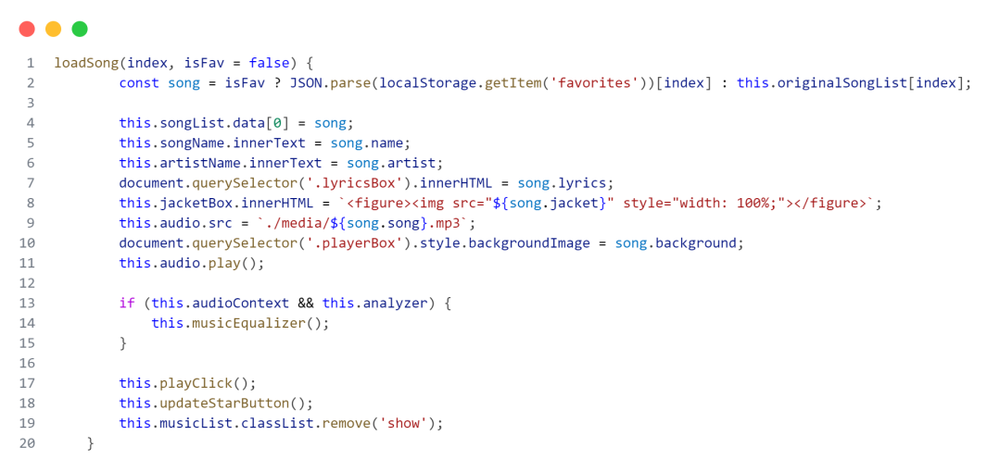 1 loadSong(index, isFav = false) {
2 const song = isFav ? JSON.parse(localStorage.getItem('favorites'))[index] : this.originalSongList[index];
3
4 this.songList.data[0] = song;
5 this.songName.innerText = song.name;
6 this.artistName.innerText = song.artist;
7 document.querySelector('.lyricsBox').innerHTML = song.lyrics;
8 this.jacketBox.innerHTML = `<figure><img src="${song.jacket}" style="width: 100%;"></figure>`;
9 this.audio.src = `./media/${song.song}.mp3`;
10 document.querySelector('.playerBox').style.backgroundImage = song.background;
11 this.audio.play();
12
13 if (this.audioContext && this.analyzer) {
14 this.musicEqualizer();
15 }
16
17 this.playClick();
18 this.updateStarButton();
19 this.musicList.classList.remove('show');
20 }